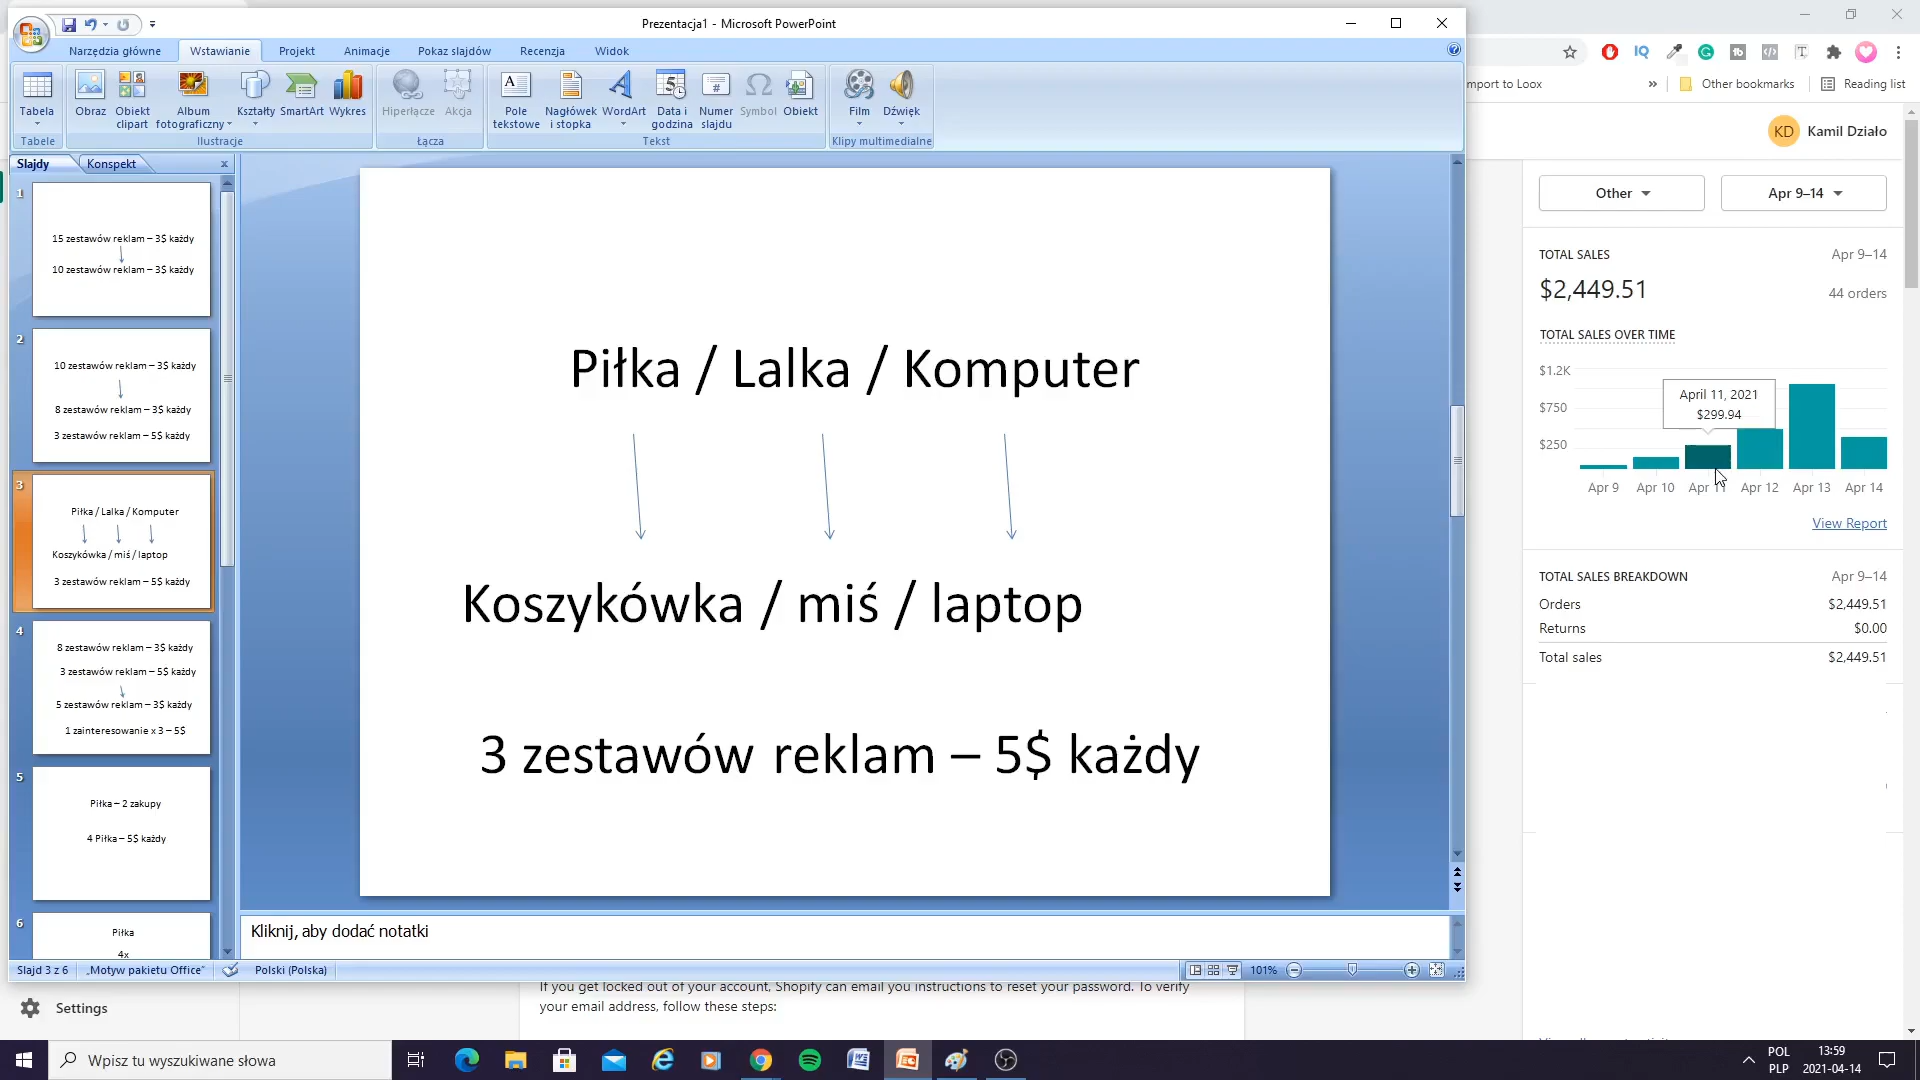 Prezentacja1 - Microsoft PowerPoint
Narzędzia główne
Wstawianie
Projekt
Animacje
Pokaz slajdów
Recenzja
Widok
Tabela
Obraz
Obiekt clipart
Album fotograficzny
Kształty
SmartArt
Wykres
Hiperłącze
Akcja
Pole tekstowe
Nagłówek i stopka
WordArt
Data i godzina
Numer slajdu
Symbol
Obiekt
Film
Dźwięk
Tabele
Ilustracje
Łącza
Tekst
Klipy multimedialne
Slajdy
Konspekt
x
1
15 zestawów reklam – 3$ każdy
10 zestawów reklam – 3$ każdy
2
10 zestawów reklam – 3$ każdy
8 zestawów reklam – 3$ każdy
3 zestawów reklam – 5$ każdy
3
Piłka / Lalka / Komputer
Koszykówka / miś / laptop
3 zestawów reklam – 5$ każdy
4
8 zestawów reklam – 3$ każdy
3 zestawów reklam – 5$ każdy
5 zestawów reklam – 3$ każdy
1 zainteresowanie x 3 – 5$
5
Piłka – 2 zakupy
4 Piłka – 5$ każdy
6
Piłka
4x
Piłka / Lalka / Komputer
Koszykówka / miś / laptop
3 zestawów reklam – 5$ każdy
Kliknij, aby dodać notatki
Slajd 3 z 6
„Motyw pakietu Office”
Polski (Polska)
101%
mport to Loox
»
Other bookmarks
Reading list
KD
Kamil Działo
Other
Apr 9–14
TOTAL SALES
Apr 9–14
$2,449.51
44 orders
TOTAL SALES OVER TIME
$1.2K
$750
$250
April 11, 2021
$299.94
Apr 9
Apr 10
Apr 11
Apr 12
Apr 13
Apr 14
View Report
TOTAL SALES BREAKDOWN
Apr 9–14
Orders
$2,449.51
Returns
$0.00
Total sales
$2,449.51
If you get locked out of your account, Shopify can email you instructions to reset your password. To verify
your email address, follow these steps:
Settings
Wpisz tu wyszukiwane słowa
POL
PLP
13:59
2021-04-14